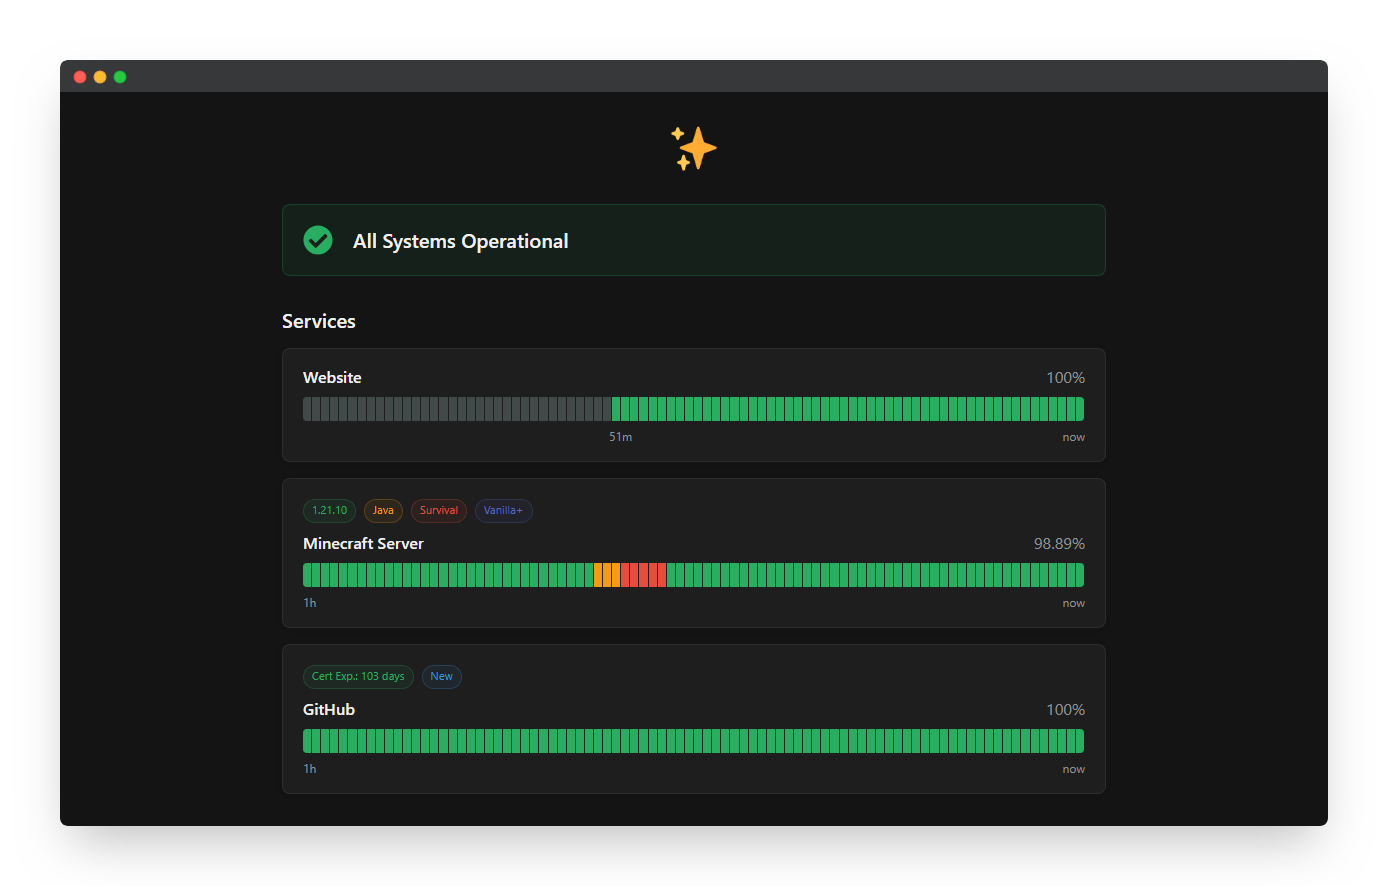 All Systems Operational
Services
Website 100%
51m now
1.21.10 Java Survival Vanilla+
Minecraft Server 98.89%
1h now
Cert Exp.: 103 days New
GitHub 100%
1h now